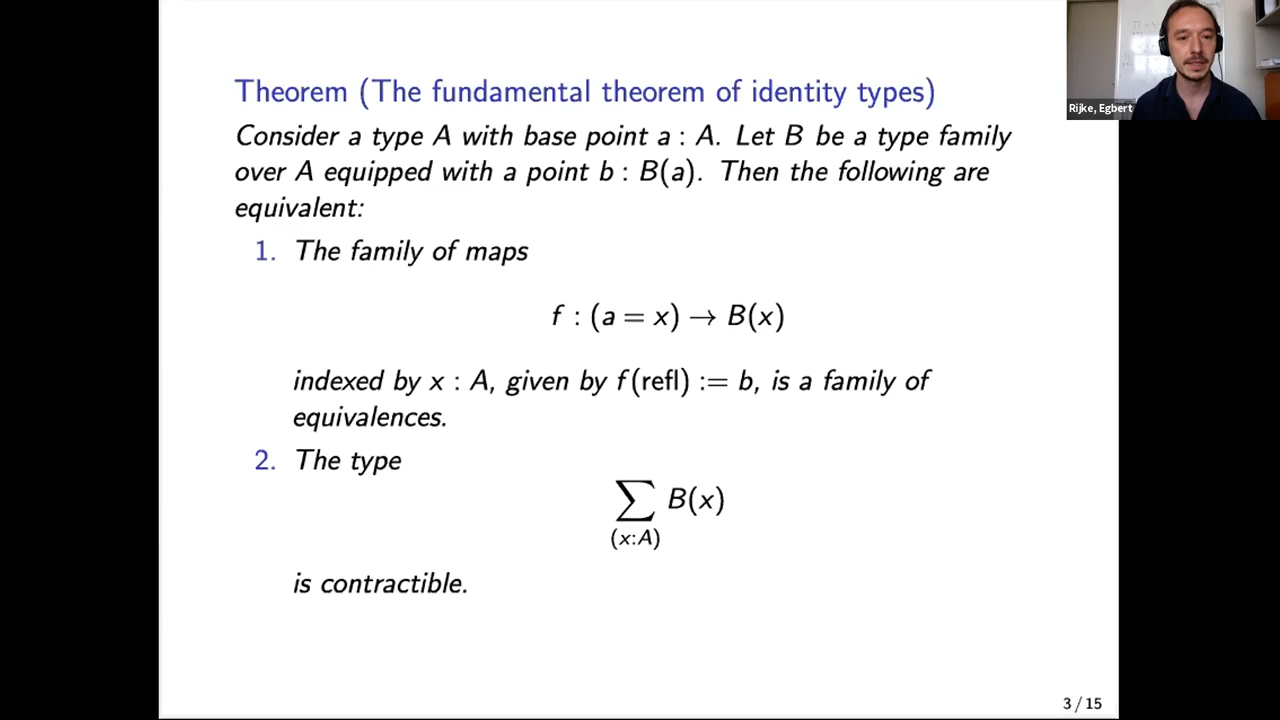 Theorem (The fundamental theorem of identity types)
Consider a type A with base point a : A. Let B be a type family
over A equipped with a point b : B(a). Then the following are
equivalent:
1. The family of maps
f : (a = x) → B(x)
indexed by x : A, given by f(refl) := b, is a family of
equivalences.
2. The type
∑ B(x)
(x:A)
is contractible.
3 / 15
Rijke, Egbert